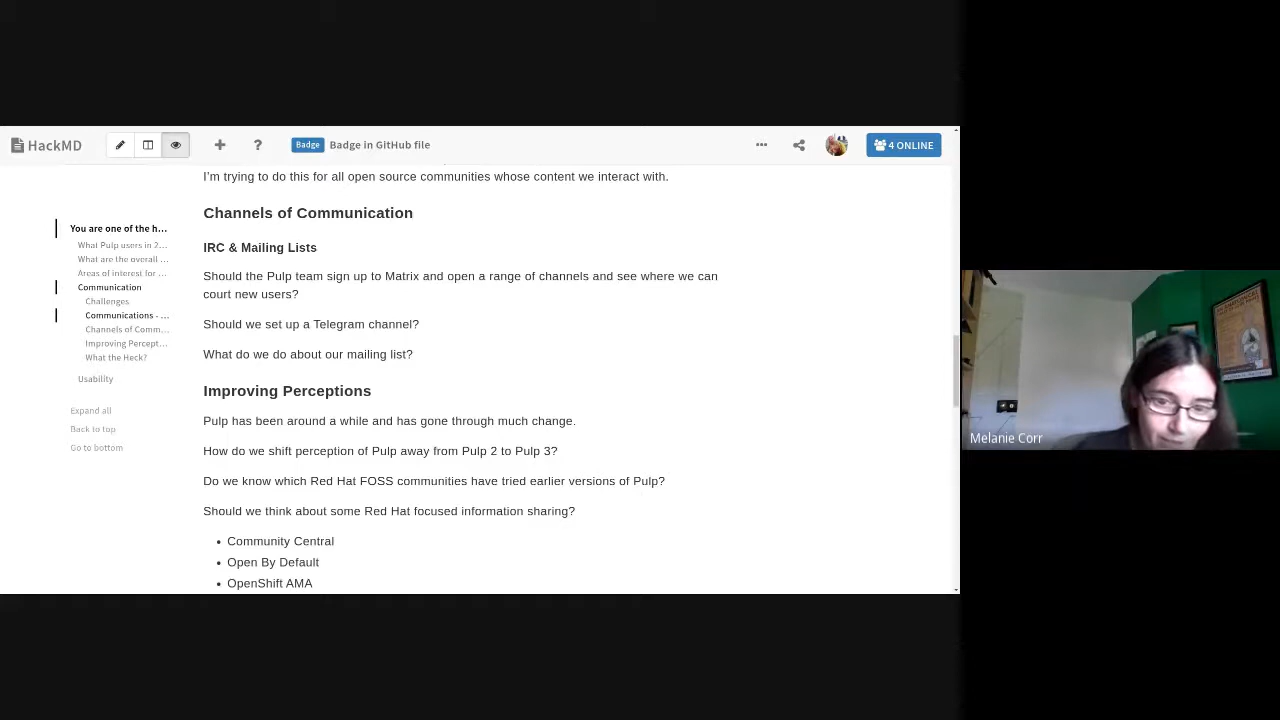 HackMD
Badge Badge in GitHub file
4 ONLINE
I'm trying to do this for all open source communities whose content we interact with.
Channels of Communication
You are one of the h...
IRC & Mailing Lists
What Pulp users in 2...
What are the overall ...
Areas of interest for ...
Should the Pulp team sign up to Matrix and open a range of channels and see where we can
court new users?
Communication
Challenges
Communications - ...
Channels of Comm...
Improving Percept...
What the Heck?
Usability
Should we set up a Telegram channel?
What do we do about our mailing list?
Improving Perceptions
Expand all
Back to top
Go to bottom
Pulp has been around a while and has gone through much change.
How do we shift perception of Pulp away from Pulp 2 to Pulp 3?
Do we know which Red Hat FOSS communities have tried earlier versions of Pulp?
Should we think about some Red Hat focused information sharing?
• Community Central
• Open By Default
• OpenShift AMA
Melanie Corr